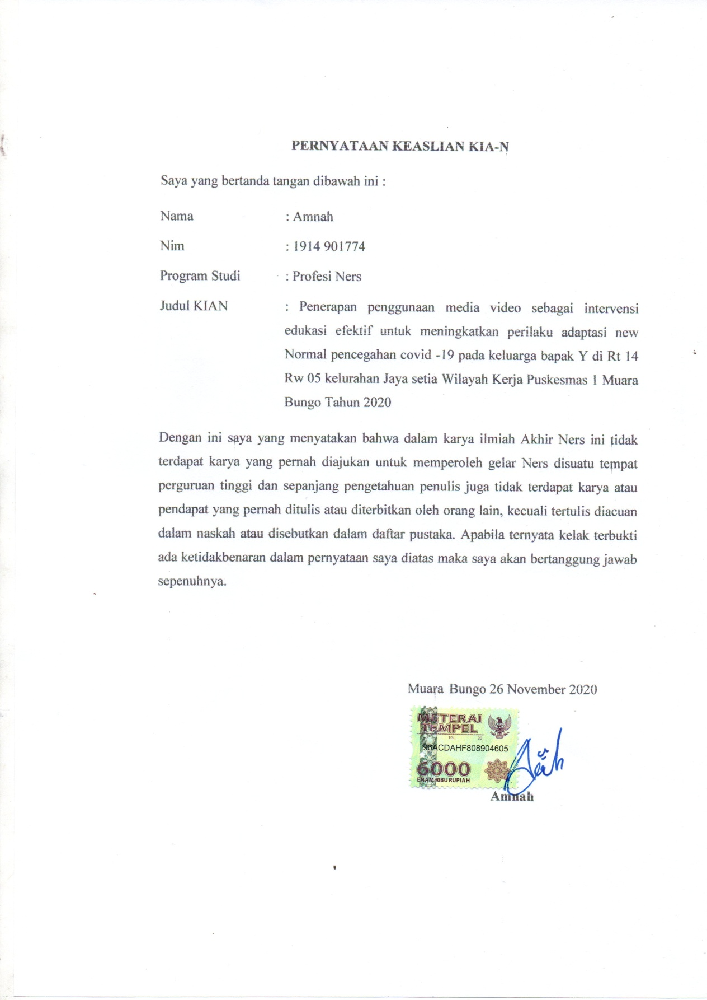 PERNYATAAN KEASLIAN KIA-N
Saya yang bertanda tangan dibawah ini :
Nama : Amnah
Nim : 1914 901774
Program Studi : Profesi Ners
Judul KIAN : Penerapan penggunaan media video sebagai intervensi
edukasi efektif untuk meningkatkan perilaku adaptasi new
Normal pencegahan covid -19 pada keluarga bapak Y di Rt 14
Rw 05 kelurahan Jaya setia Wilayah Kerja Puskesmas 1 Muara
Bungo Tahun 2020
Dengan ini saya yang menyatakan bahwa dalam karya ilmiah Akhir Ners ini tidak
terdapat karya yang pernah diajukan untuk memperoleh gelar Ners disuatu tempat
perguruan tinggi dan sepanjang pengetahuan penulis juga tidak terdapat karya atau
pendapat yang pernah ditulis atau diterbitkan oleh orang lain, kecuali tertulis diacuan
dalam naskah atau disebutkan dalam daftar pustaka. Apabila ternyata kelak terbukti
ada ketidakbenaran dalam pernyataan saya diatas maka saya akan bertanggung jawab
sepenuhnya.
Muara Bungo 26 November 2020
METERAI
TEMPEL
TGL. 20
96ACDAHF808904605
6000
ENAM RIBU RUPIAH
Amnah